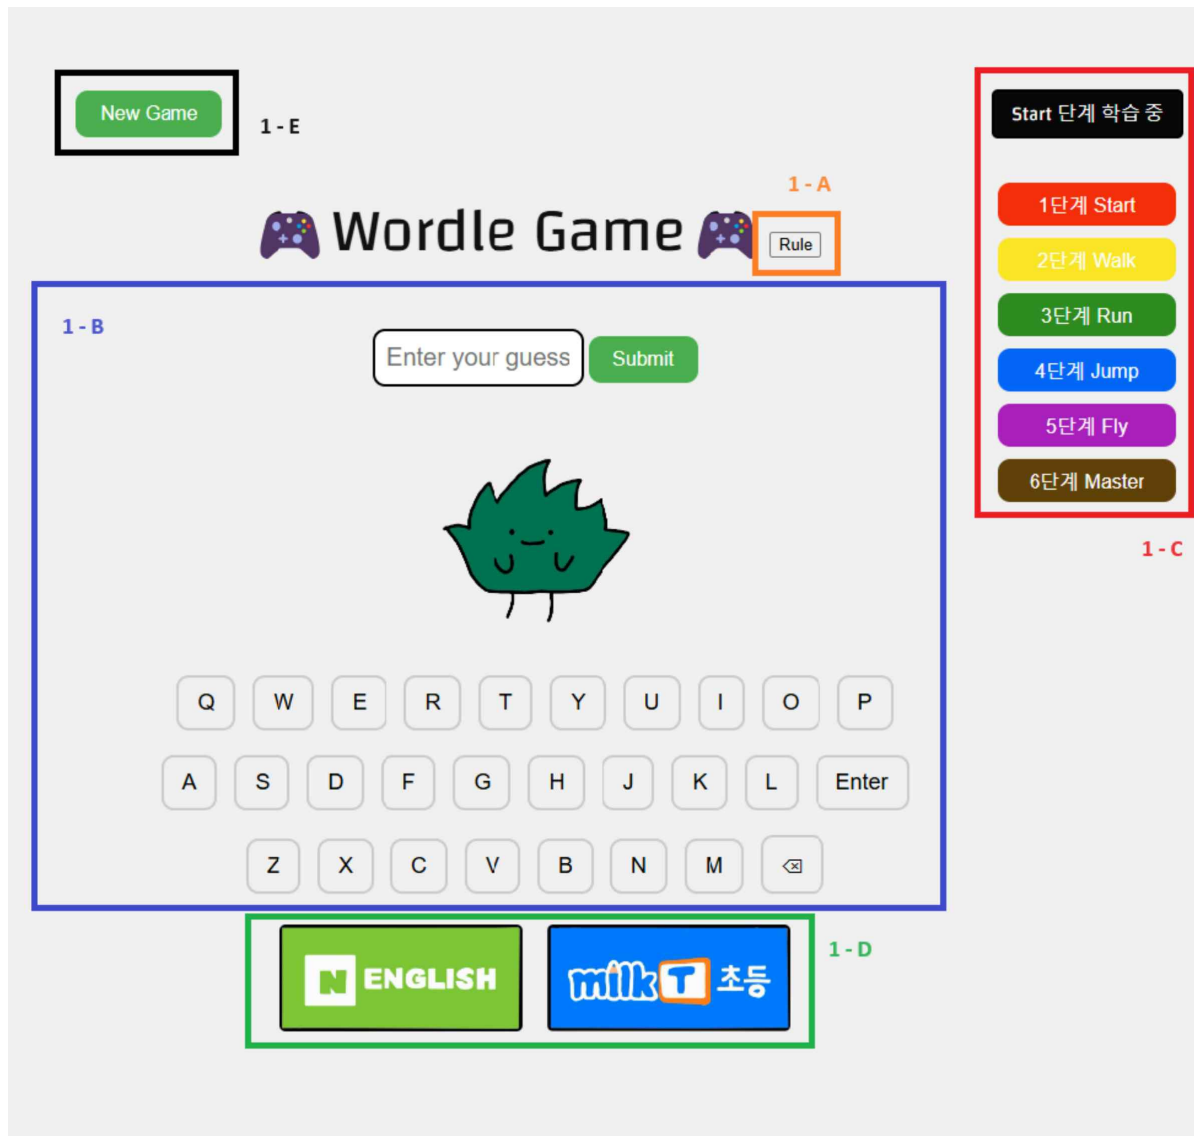 New Game
1 - E
Start 단계 학습 중
1 - A
Wordle Game
Rule
1단계 Start
2단계 Walk
3단계 Run
4단계 Jump
5단계 Fly
6단계 Master
1 - C
1 - B
Enter your guess
Submit
Q W E R T Y U I O P
A S D F G H J K L Enter
Z X C V B N M ⌫
N ENGLISH
milk T 초등
1 - D